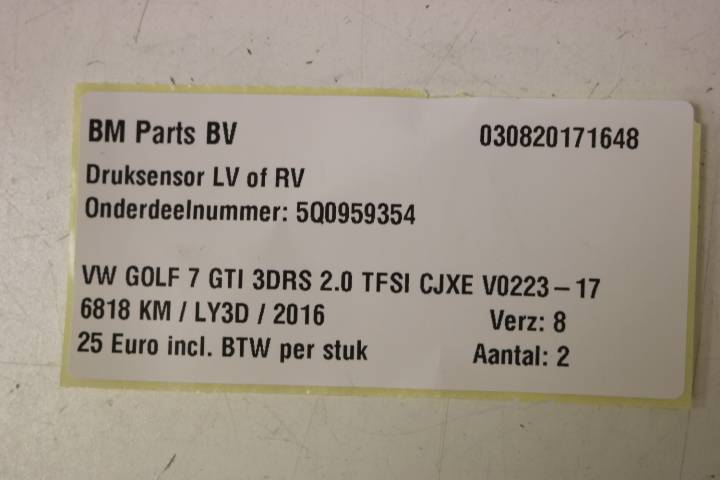 BM Parts BV 030820171648
Druksensor LV of RV
Onderdeelnummer: 5Q0959354
VW GOLF 7 GTI 3DRS 2.0 TFSI CJXE V0223-17
6818 KM / LY3D / 2016 Verz: 8
25 Euro incl. BTW per stuk Aantal: 2